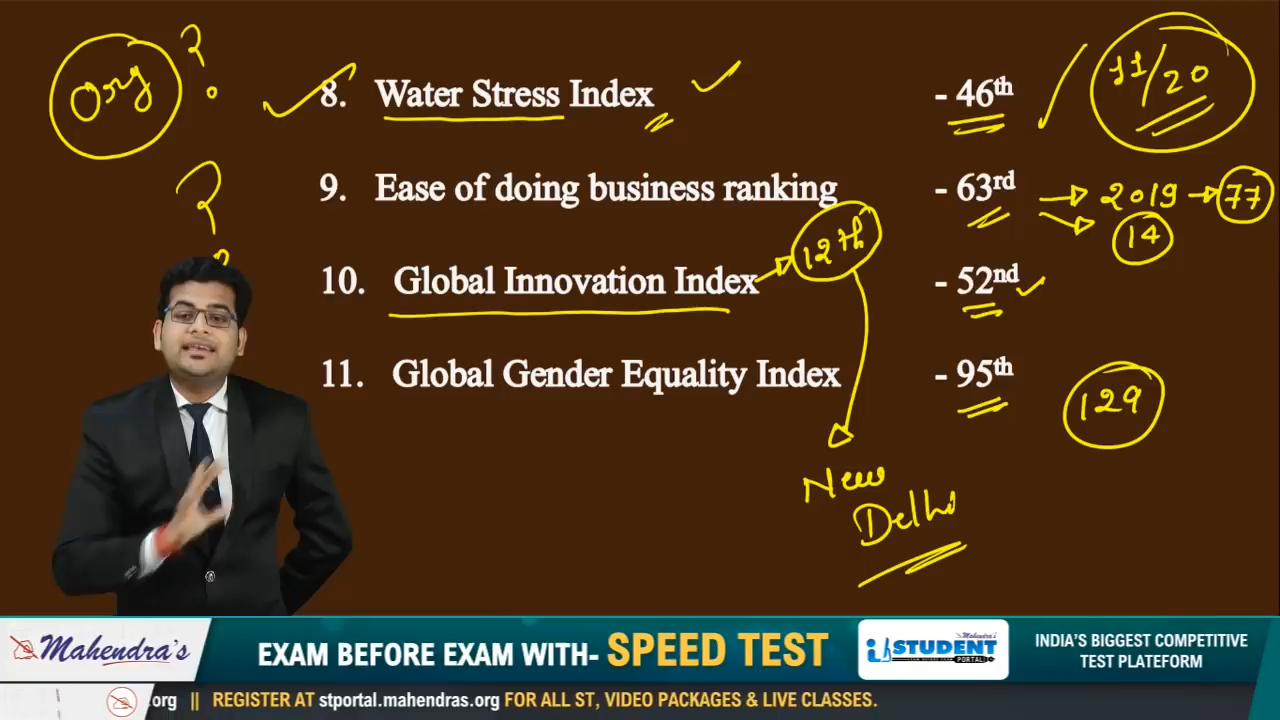 Org ?
8. Water Stress Index - 46th
11/20
?
9. Ease of doing business ranking - 63rd → 2019 → 77
14
12th
10. Global Innovation Index - 52nd
11. Global Gender Equality Index - 95th
129
New
Delhi
Mahendra's
EXAM BEFORE EXAM WITH- SPEED TEST
Mahendra's
STUDENT
PORTAL
INDIA'S BIGGEST COMPETITIVE
TEST PLATEFORM
.org || REGISTER AT stportal.mahendras.org FOR ALL ST, VIDEO PACKAGES & LIVE CLASSES.